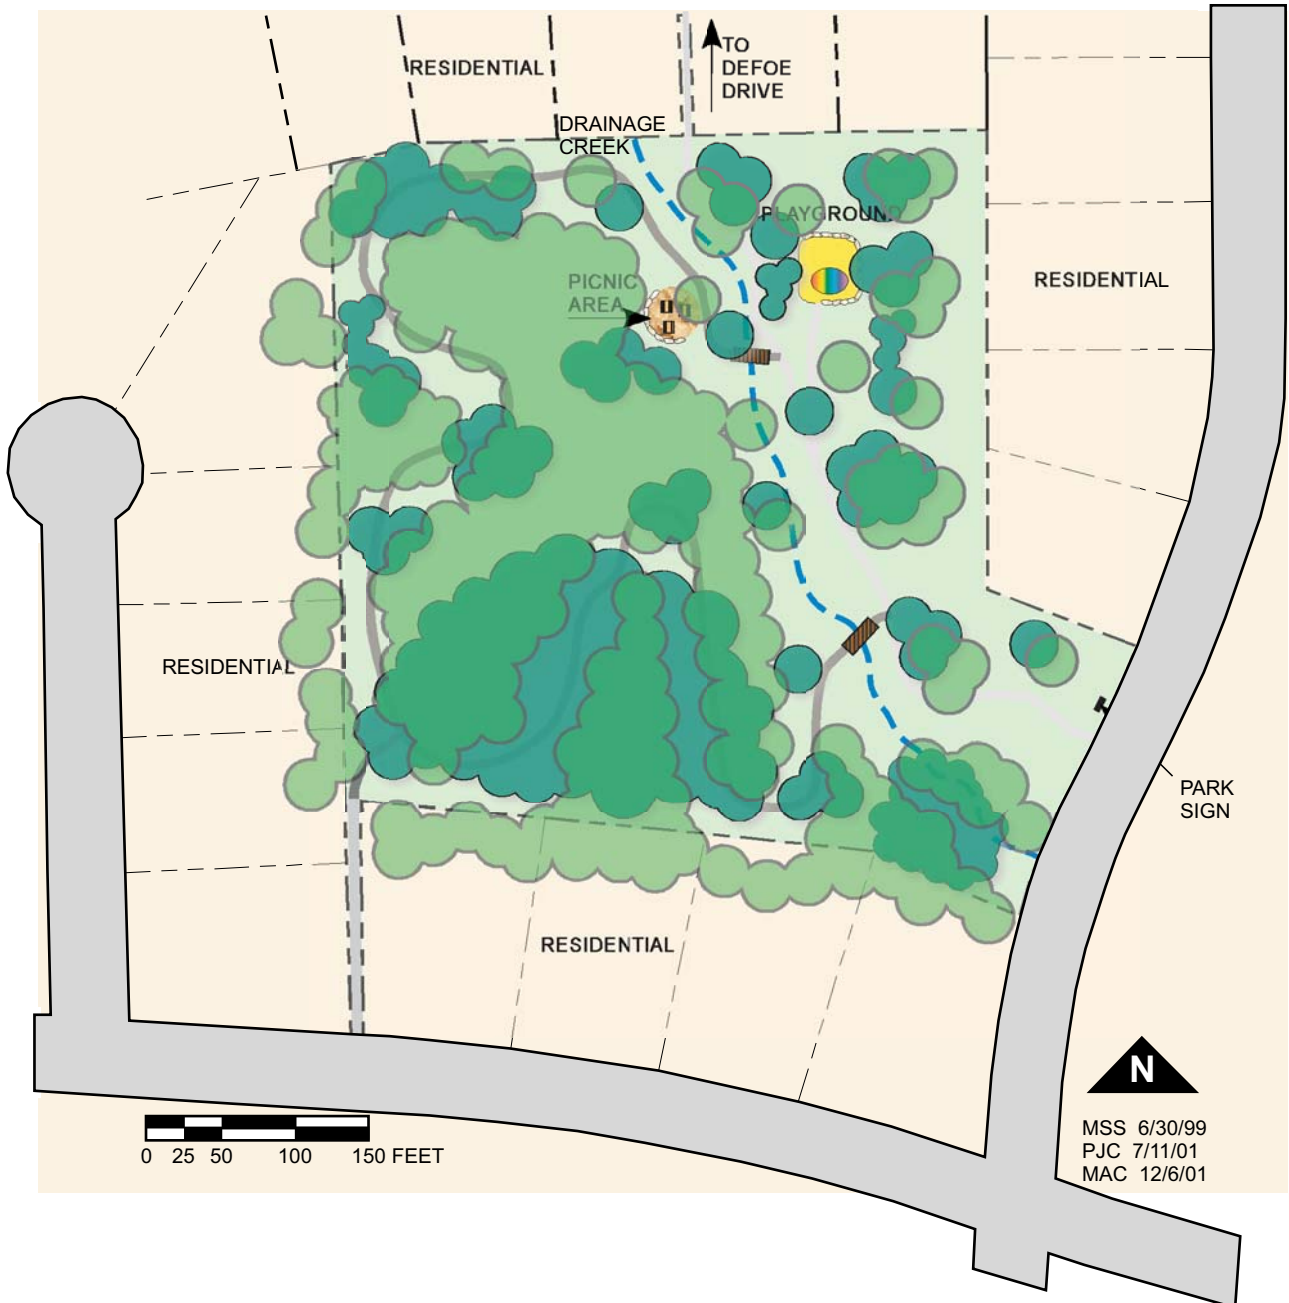 RESIDENTIAL
TO
DEFOE
DRIVE
DRAINAGE
CREEK
PLAYGROUND
PICNIC
AREA
RESIDENTIAL
RESIDENTIAL
PARK
SIGN
RESIDENTIAL
N
MSS 6/30/99
PJC 7/11/01
MAC 12/6/01
0 25 50 100 150 FEET